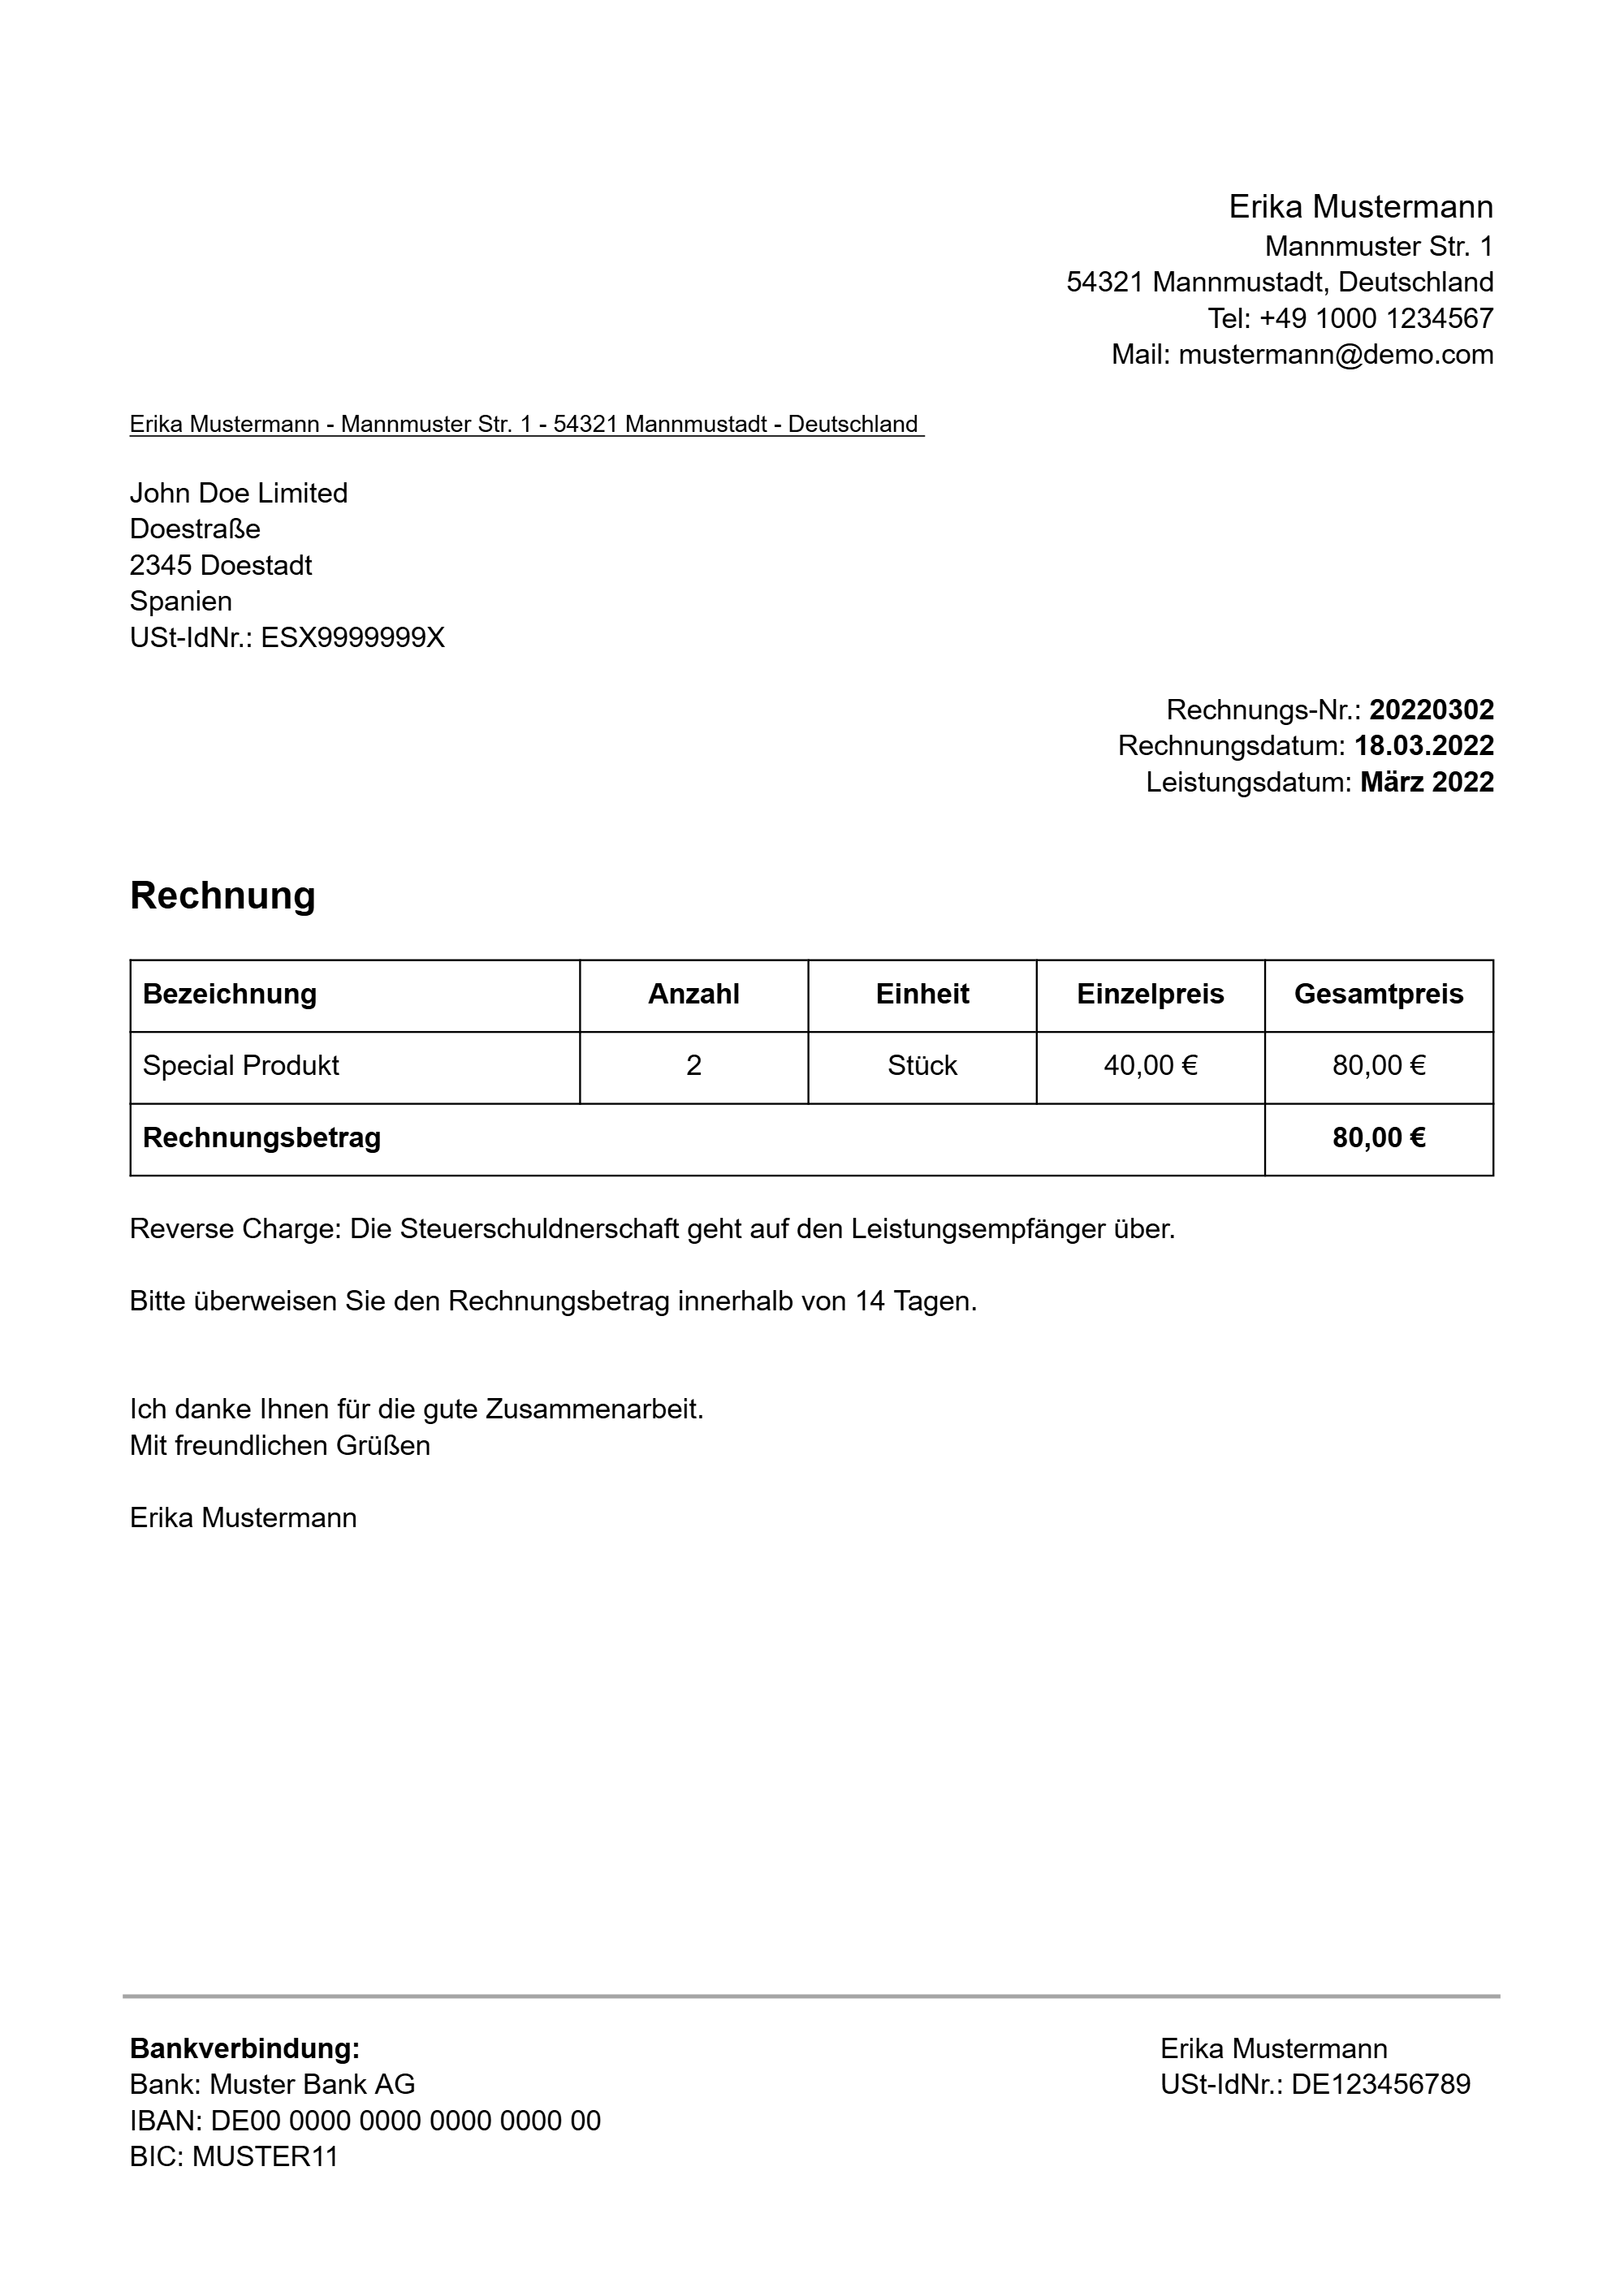 Erika Mustermann
Mannmuster Str. 1
54321 Mannmustadt, Deutschland
Tel: +49 1000 1234567
Mail: mustermann@demo.com
Erika Mustermann - Mannmuster Str. 1 - 54321 Mannmustadt - Deutschland
John Doe Limited
Doestraße
2345 Doestadt
Spanien
USt-IdNr.: ESX9999999X
Rechnungs-Nr.: 20220302
Rechnungsdatum: 18.03.2022
Leistungsdatum: März 2022
Rechnung
Bezeichnung Anzahl Einheit Einzelpreis Gesamtpreis
Special Produkt 2 Stück 40,00 € 80,00 €
Rechnungsbetrag 80,00 €
Reverse Charge: Die Steuerschuldnerschaft geht auf den Leistungsempfänger über.
Bitte überweisen Sie den Rechnungsbetrag innerhalb von 14 Tagen.
Ich danke Ihnen für die gute Zusammenarbeit.
Mit freundlichen Grüßen
Erika Mustermann
Bankverbindung:
Bank: Muster Bank AG
IBAN: DE00 0000 0000 0000 0000 00
BIC: MUSTER11
Erika Mustermann
USt-IdNr.: DE123456789